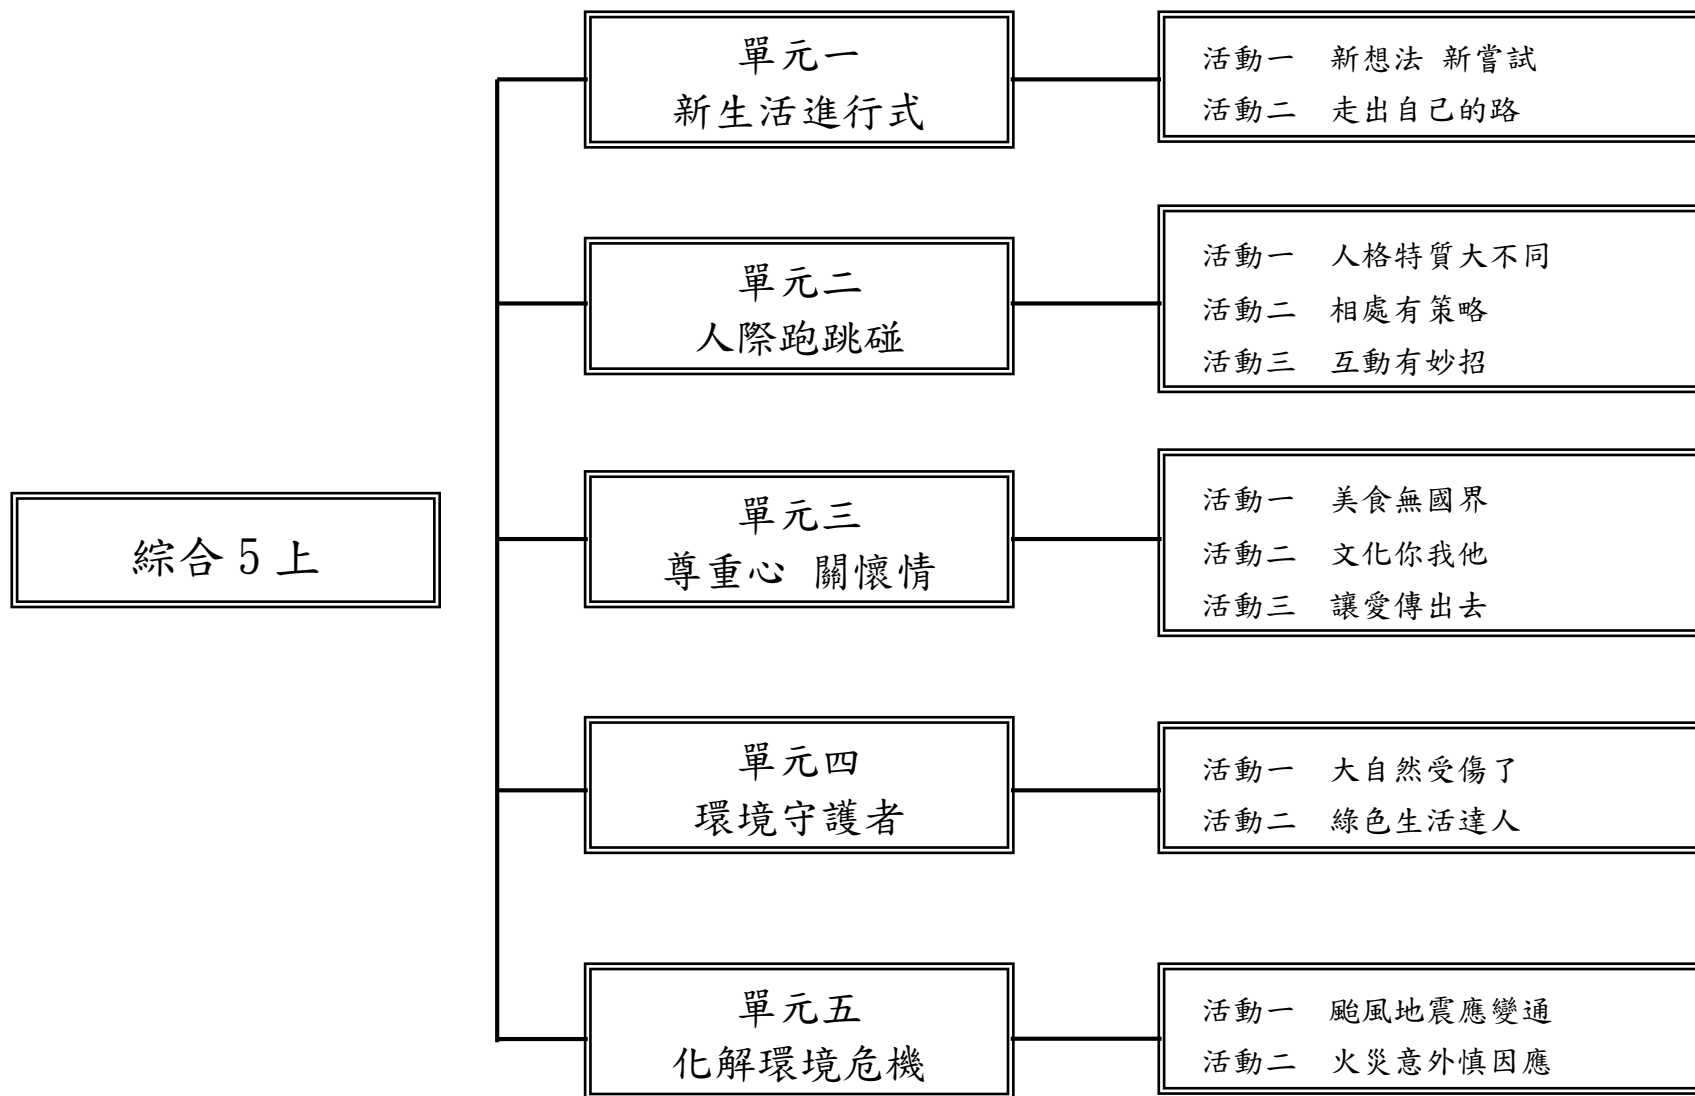 綜合5上
單元一
新生活進行式
活動一 新想法 新嘗試
活動二 走出自己的路
單元二
人際跑跳碰
活動一 人格特質大不同
活動二 相處有策略
活動三 互動有妙招
單元三
尊重心 關懷情
活動一 美食無國界
活動二 文化你我他
活動三 讓愛傳出去
單元四
環境守護者
活動一 大自然受傷了
活動二 綠色生活達人
單元五
化解環境危機
活動一 颱風地震應變通
活動二 火災意外慎因應